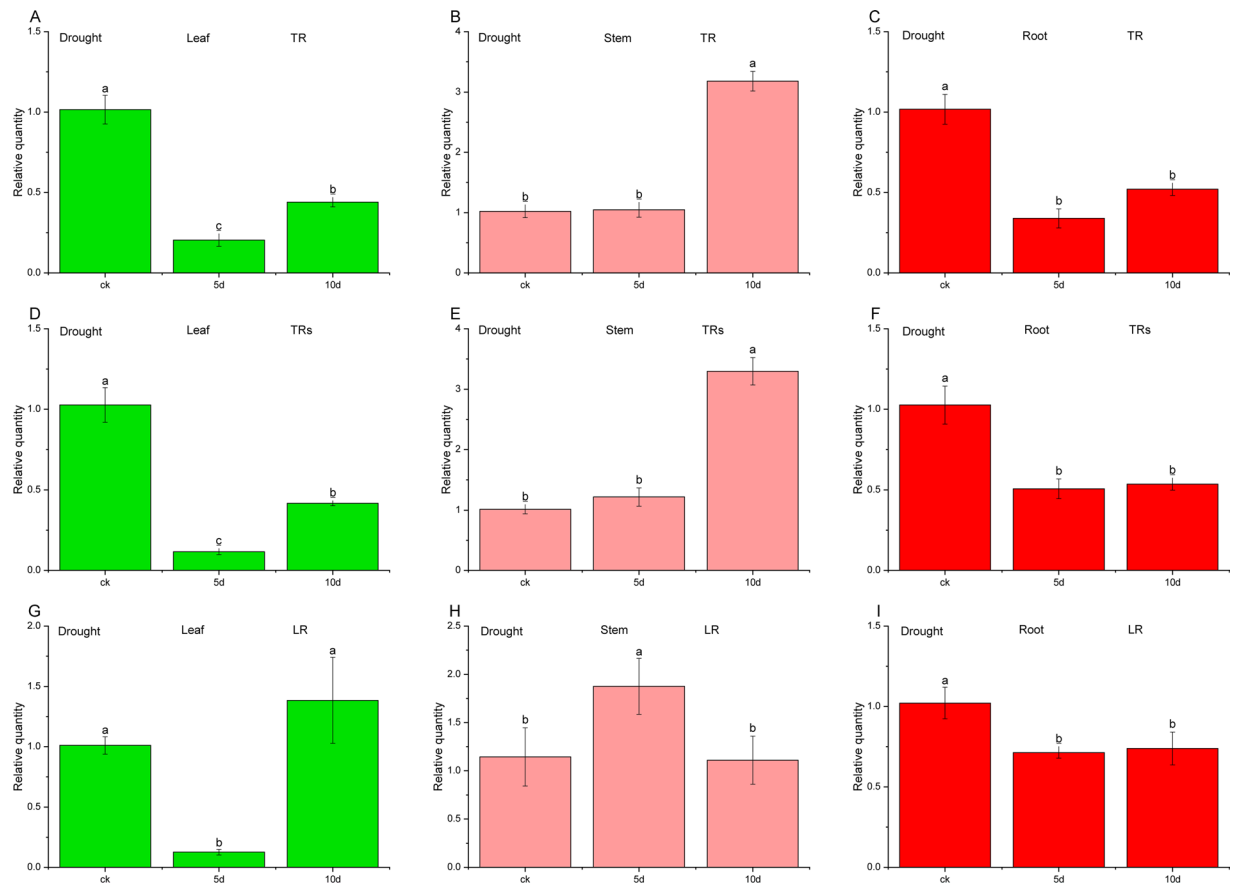 A
Drought Leaf TR
Relative quantity
1.5
1.0
0.5
0.0
a
c
b
ck 5d 10d
B
Drought Stem TR
Relative quantity
4
3
2
1
0
b
b
a
ck 5d 10d
C
Drought Root TR
Relative quantity
1.5
1.0
0.5
0.0
a
b
b
ck 5d 10d
D
Drought Leaf TRs
Relative quantity
1.5
1.0
0.5
0.0
a
c
b
ck 5d 10d
E
Drought Stem TRs
Relative quantity
4
3
2
1
0
b
b
a
ck 5d 10d
F
Drought Root TRs
Relative quantity
1.5
1.0
0.5
0.0
a
b
b
ck 5d 10d
G
Drought Leaf LR
Relative quantity
2.0
1.5
1.0
0.5
0.0
a
b
a
ck 5d 10d
H
Drought Stem LR
Relative quantity
2.5
2.0
1.5
1.0
0.5
0.0
b
a
b
ck 5d 10d
I
Drought Root LR
Relative quantity
1.5
1.0
0.5
0.0
a
b
b
ck 5d 10d